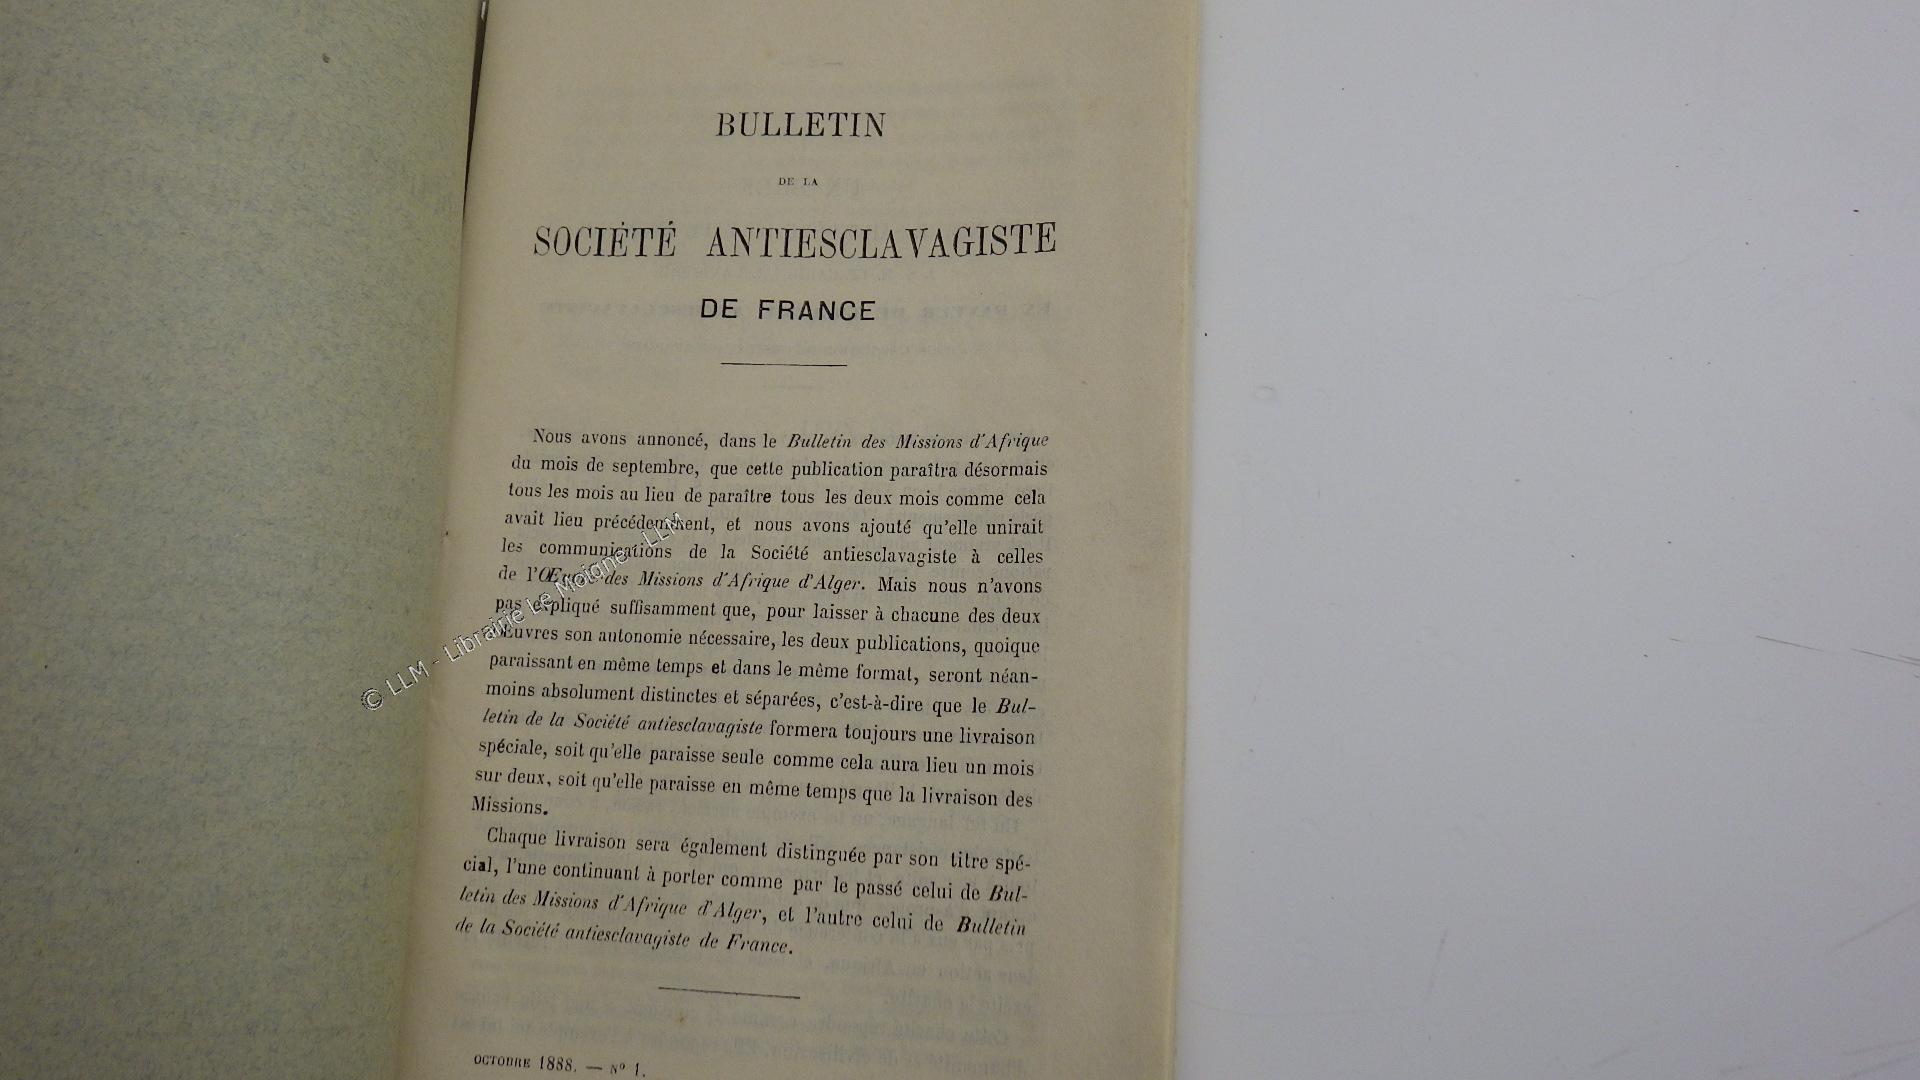 BULLETIN
DE LA
SOCIÉTÉ ANTIESCLAVAGISTE
DE FRANCE
Nous avons annoncé, dans le Bulletin des Missions d'Afrique
du mois de septembre, que cette publication paraîtra désormais
tous les mois au lieu de paraître tous les deux mois comme cela
avait lieu précédemment, et nous avons ajouté qu'elle unirait
les communications de la Société antiesclavagiste à celles
de l'Œuvre des Missions d'Afrique d'Alger. Mais nous n'avons
pas expliqué suffisamment que, pour laisser à chacune des deux
Œuvres son autonomie nécessaire, les deux publications, quoique
paraissant en même temps et dans le même format, seront néan-
moins absolument distinctes et séparées, c'est-à-dire que le Bul-
letin de la Société antiesclavagiste formera toujours une livraison
spéciale, soit qu'elle paraisse seule comme cela aura lieu un mois
sur deux, soit qu'elle paraisse en même temps que la livraison des
Missions.
Chaque livraison sera également distinguée par son titre spé-
cial, l'une continuant à porter comme par le passé celui de Bul-
letin des Missions d'Afrique d'Alger, et l'autre celui de Bulletin
de la Société antiesclavagiste de France.
OCTOBRE 1888. — N° 1.
© LLM - Librairie Le Moigne - LLM